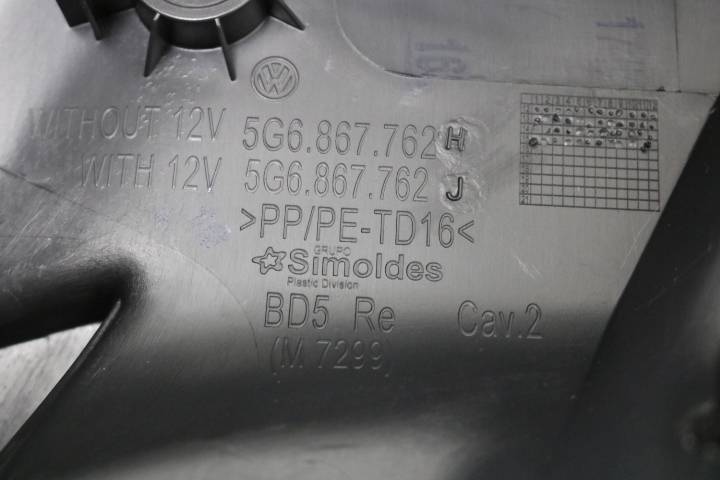 WITHOUT 12V 5G6.867.762 H
WITH 12V 5G6.867.762 J
>PP/PE-TD16<
GRUPO
Simoldes
Plastic Division
BD5 Re Cav.2
(M 7299)